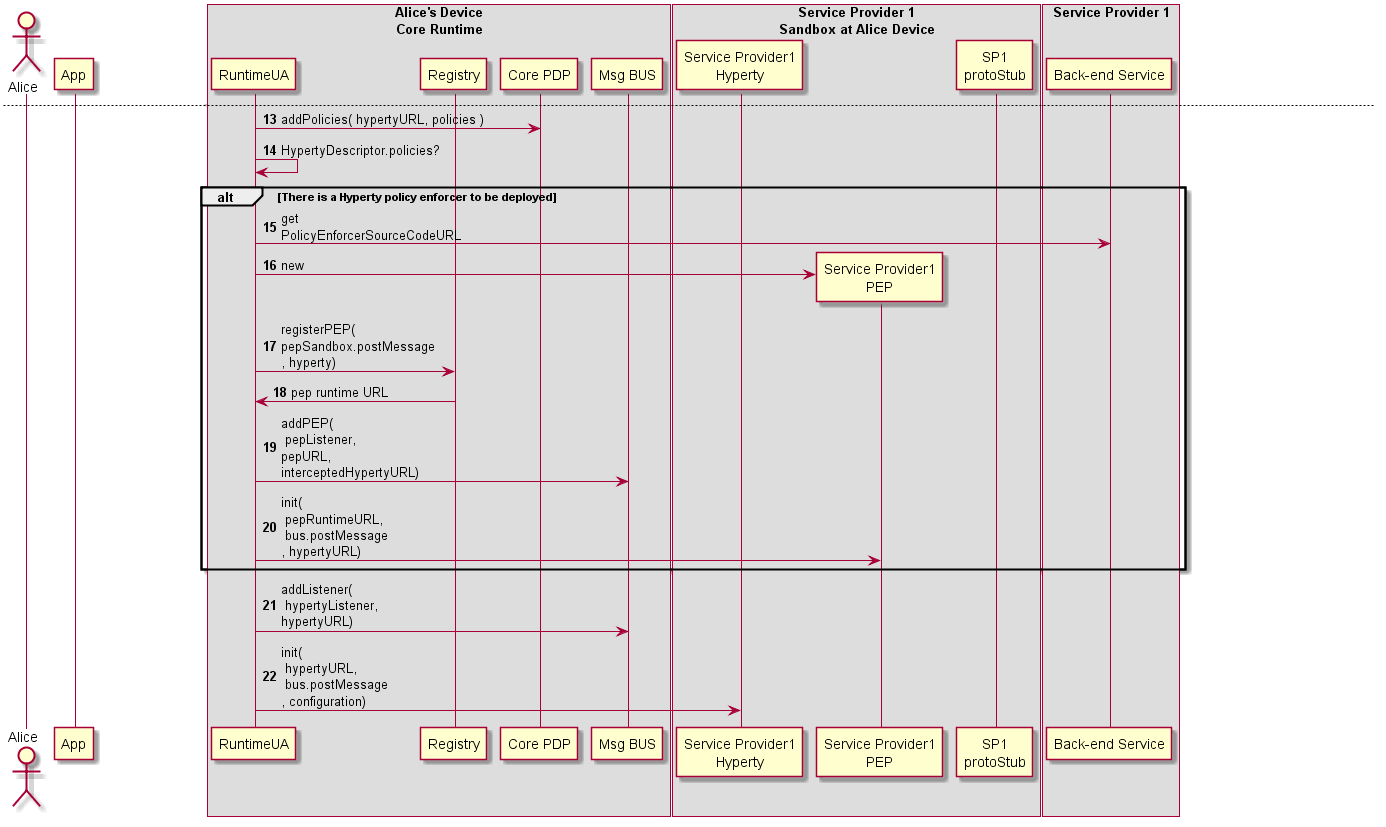 Alice's Device
Core Runtime
Service Provider 1
Sandbox at Alice Device
Service Provider 1
Alice
App
RuntimeUA
Registry
Core PDP
Msg BUS
Service Provider1
Hyperty
SP1
protoStub
Back-end Service
13 addPolicies( hypertyURL, policies )
14 HypertyDescriptor.policies?
alt [There is a Hyperty policy enforcer to be deployed]
15 get
PolicyEnforcerSourceCodeURL
16 new
Service Provider1
PEP
17 registerPEP(
pepSandbox.postMessage
, hyperty)
18 pep runtime URL
19 addPEP(
pepListener,
pepURL,
interceptedHypertyURL)
20 init(
pepRuntimeURL,
bus.postMessage
, hypertyURL)
21 addListener(
hypertyListener,
hypertyURL)
22 init(
hypertyURL,
bus.postMessage
, configuration)
Alice
App
RuntimeUA
Registry
Core PDP
Msg BUS
Service Provider1
Hyperty
Service Provider1
PEP
SP1
protoStub
Back-end Service